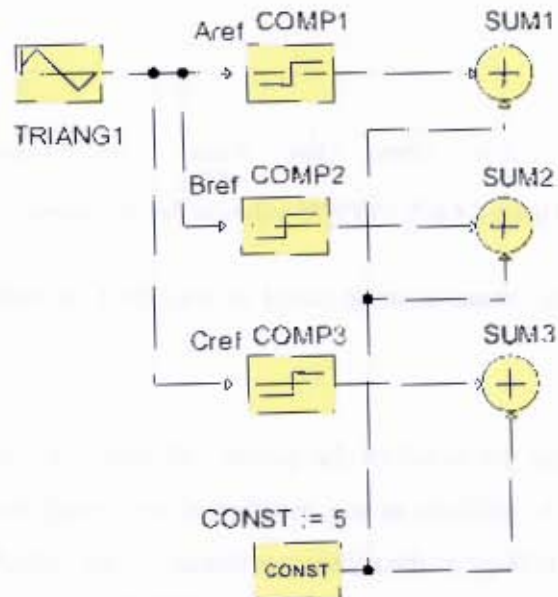 Aref COMP1 SUM1
TRIANG1
Bref COMP2 SUM2
Cref COMP3 SUM3
CONST := 5
CONST